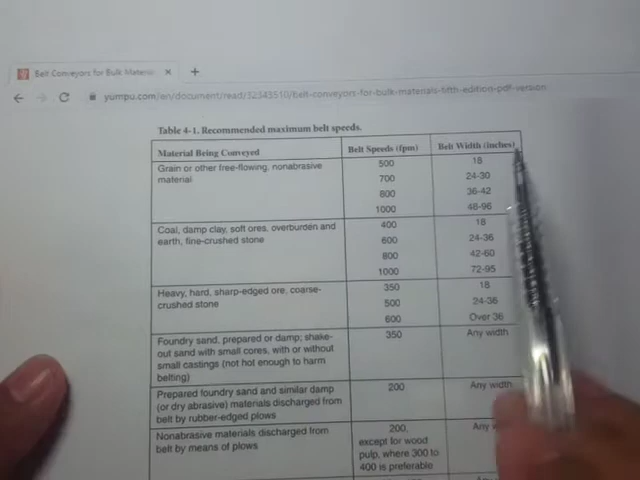 Belt Conveyors for Bulk Materia
yumpu.com/en/document/read/32343510/belt-conveyors-for-bulk-materials-fifth-edition-pdf-version
Table 4-1. Recommended maximum belt speeds.
Material Being Conveyed Belt Speeds (fpm) Belt Width (inches)
Grain or other free-flowing, nonabrasive 500 18
material 700 24-30
800 36-42
1000 48-96
Coal, damp clay, soft ores, overburden and 400 18
earth, fine-crushed stone 600 24-36
800 42-60
1000 72-95
Heavy, hard, sharp-edged ore, coarse- 350 18
crushed stone 500 24-36
600 Over 36
Foundry sand, prepared or damp; shake- 350 Any width
out sand with small cores, with or without
small castings (not hot enough to harm
belting)
Prepared foundry sand and similar damp 200 Any width
(or dry abrasive) materials discharged from
belt by rubber-edged plows
Nonabrasive materials discharged from 200, Any
belt by means of plows except for wood
pulp, where 300 to
400 is preferable